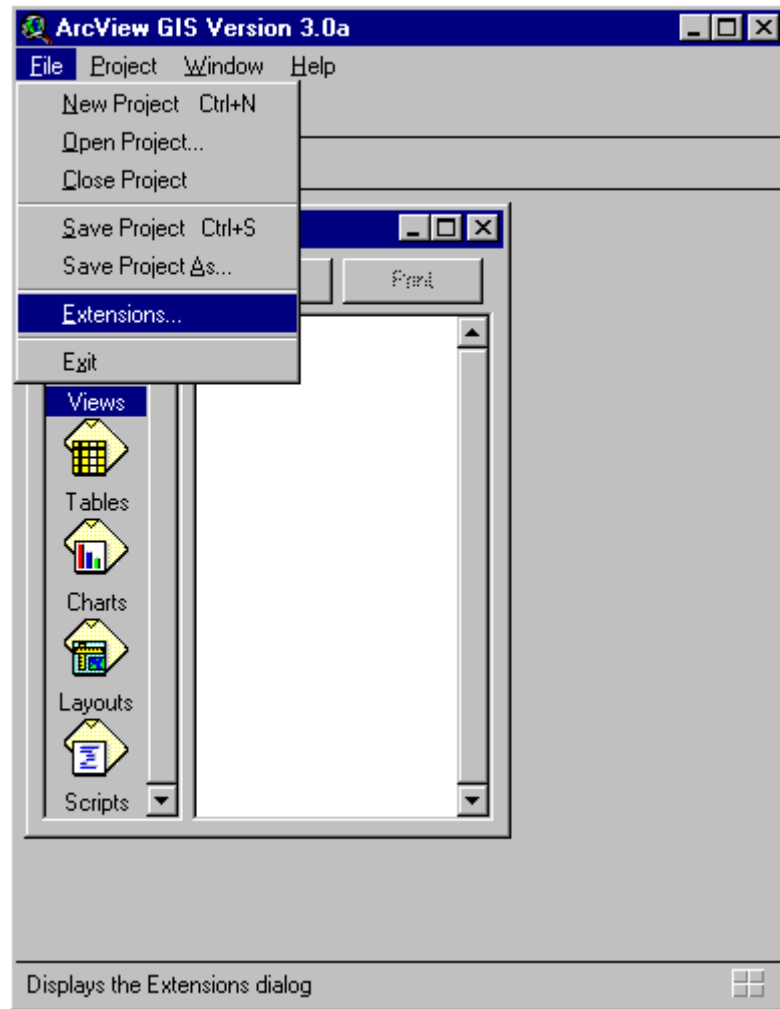 ArcView GIS Version 3.0a
File Project Window Help
New Project Ctrl+N
Open Project...
Close Project
Save Project Ctrl+S
Save Project As...
Extensions...
Exit
Print
Views
Tables
Charts
Layouts
Scripts
Displays the Extensions dialog